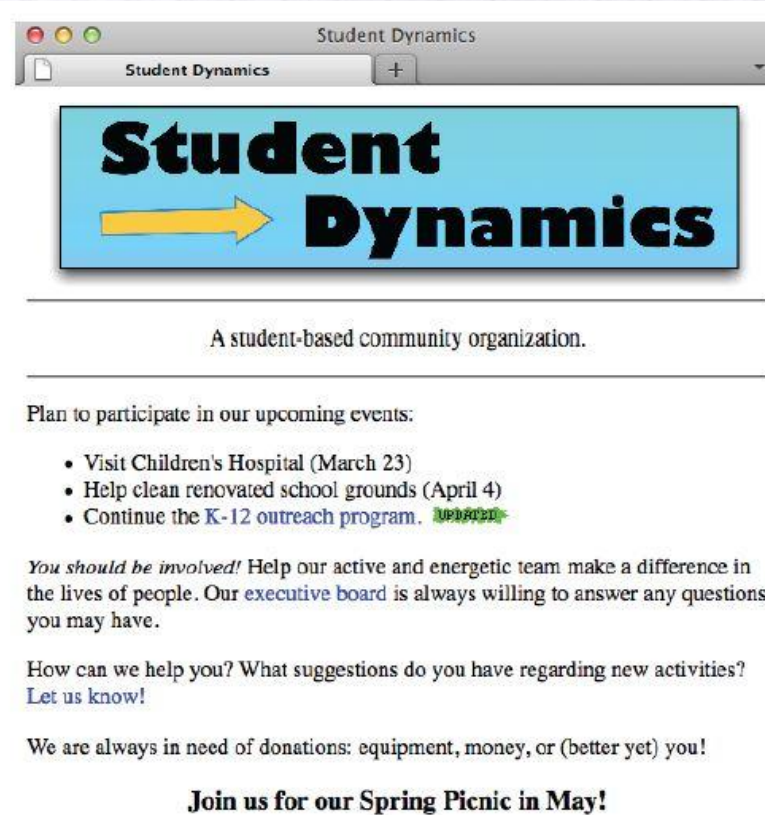 Student Dynamics
Student Dynamics
+
Student
Dynamics
A student-based community organization.
Plan to participate in our upcoming events:
• Visit Children's Hospital (March 23)
• Help clean renovated school grounds (April 4)
• Continue the K-12 outreach program. UPDATED
You should be involved! Help our active and energetic team make a difference in
the lives of people. Our executive board is always willing to answer any questions
you may have.
How can we help you? What suggestions do you have regarding new activities?
Let us know!
We are always in need of donations: equipment, money, or (better yet) you!
Join us for our Spring Picnic in May!